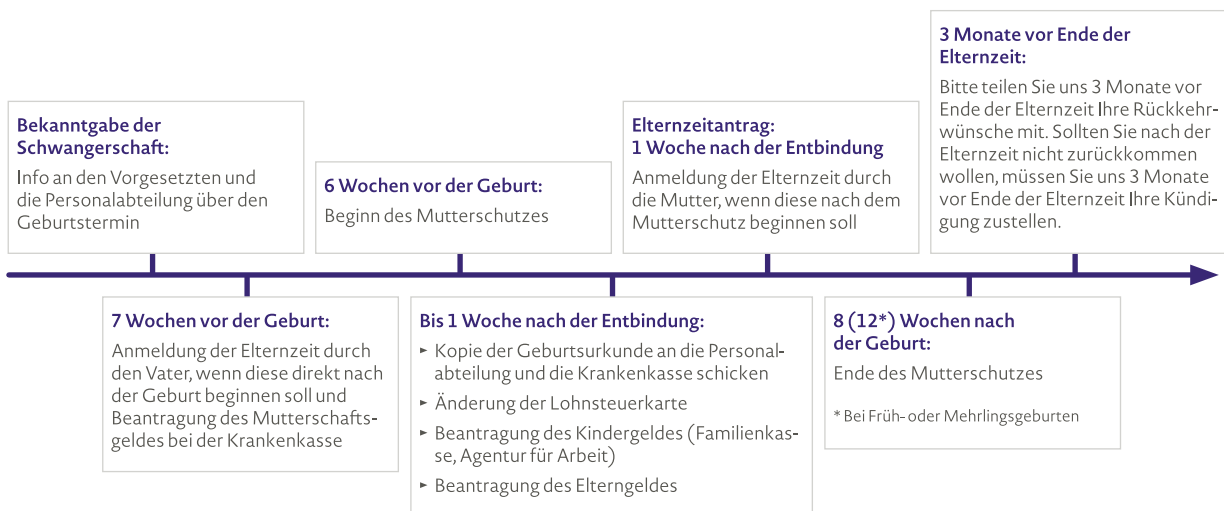 Bekanntgabe der
Schwangerschaft:
Info an den Vorgesetzten und
die Personalabteilung über den
Geburtstermin
7 Wochen vor der Geburt:
Anmeldung der Elternzeit durch
den Vater, wenn diese direkt nach
der Geburt beginnen soll und
Beantragung des Mutterschafts-
geldes bei der Krankenkasse
6 Wochen vor der Geburt:
Beginn des Mutterschutzes
Bis 1 Woche nach der Entbindung:
► Kopie der Geburtsurkunde an die Personal-
abteilung und die Krankenkasse schicken
► Änderung der Lohnsteuerkarte
► Beantragung des Kindergeldes (Familienkas-
se, Agentur für Arbeit)
► Beantragung des Elterngeldes
Elternzeitantrag:
1 Woche nach der Entbindung
Anmeldung der Elternzeit durch
die Mutter, wenn diese nach dem
Mutterschutz beginnen soll
8 (12*) Wochen nach
der Geburt:
Ende des Mutterschutzes
* Bei Früh- oder Mehrlingsgeburten
3 Monate vor Ende der
Elternzeit:
Bitte teilen Sie uns 3 Monate vor
Ende der Elternzeit Ihre Rückkehr-
wünsche mit. Sollten Sie nach der
Elternzeit nicht zurückkommen
wollen, müssen Sie uns 3 Monate
vor Ende der Elternzeit Ihre Kündi-
gung zustellen.